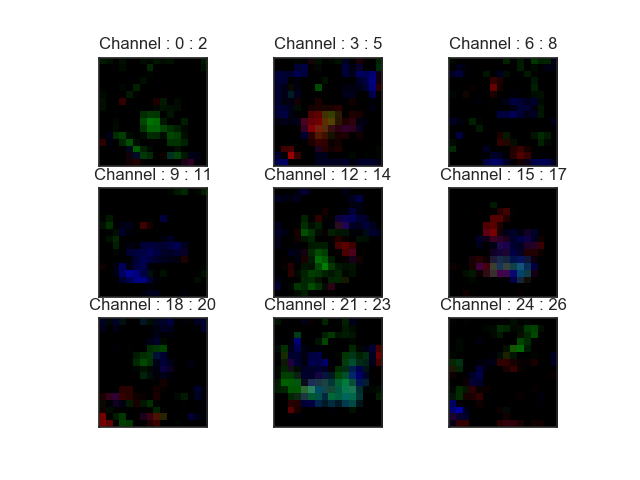 Channel : 0 : 2
Channel : 3 : 5
Channel : 6 : 8
Channel : 9 : 11
Channel : 12 : 14
Channel : 15 : 17
Channel : 18 : 20
Channel : 21 : 23
Channel : 24 : 26